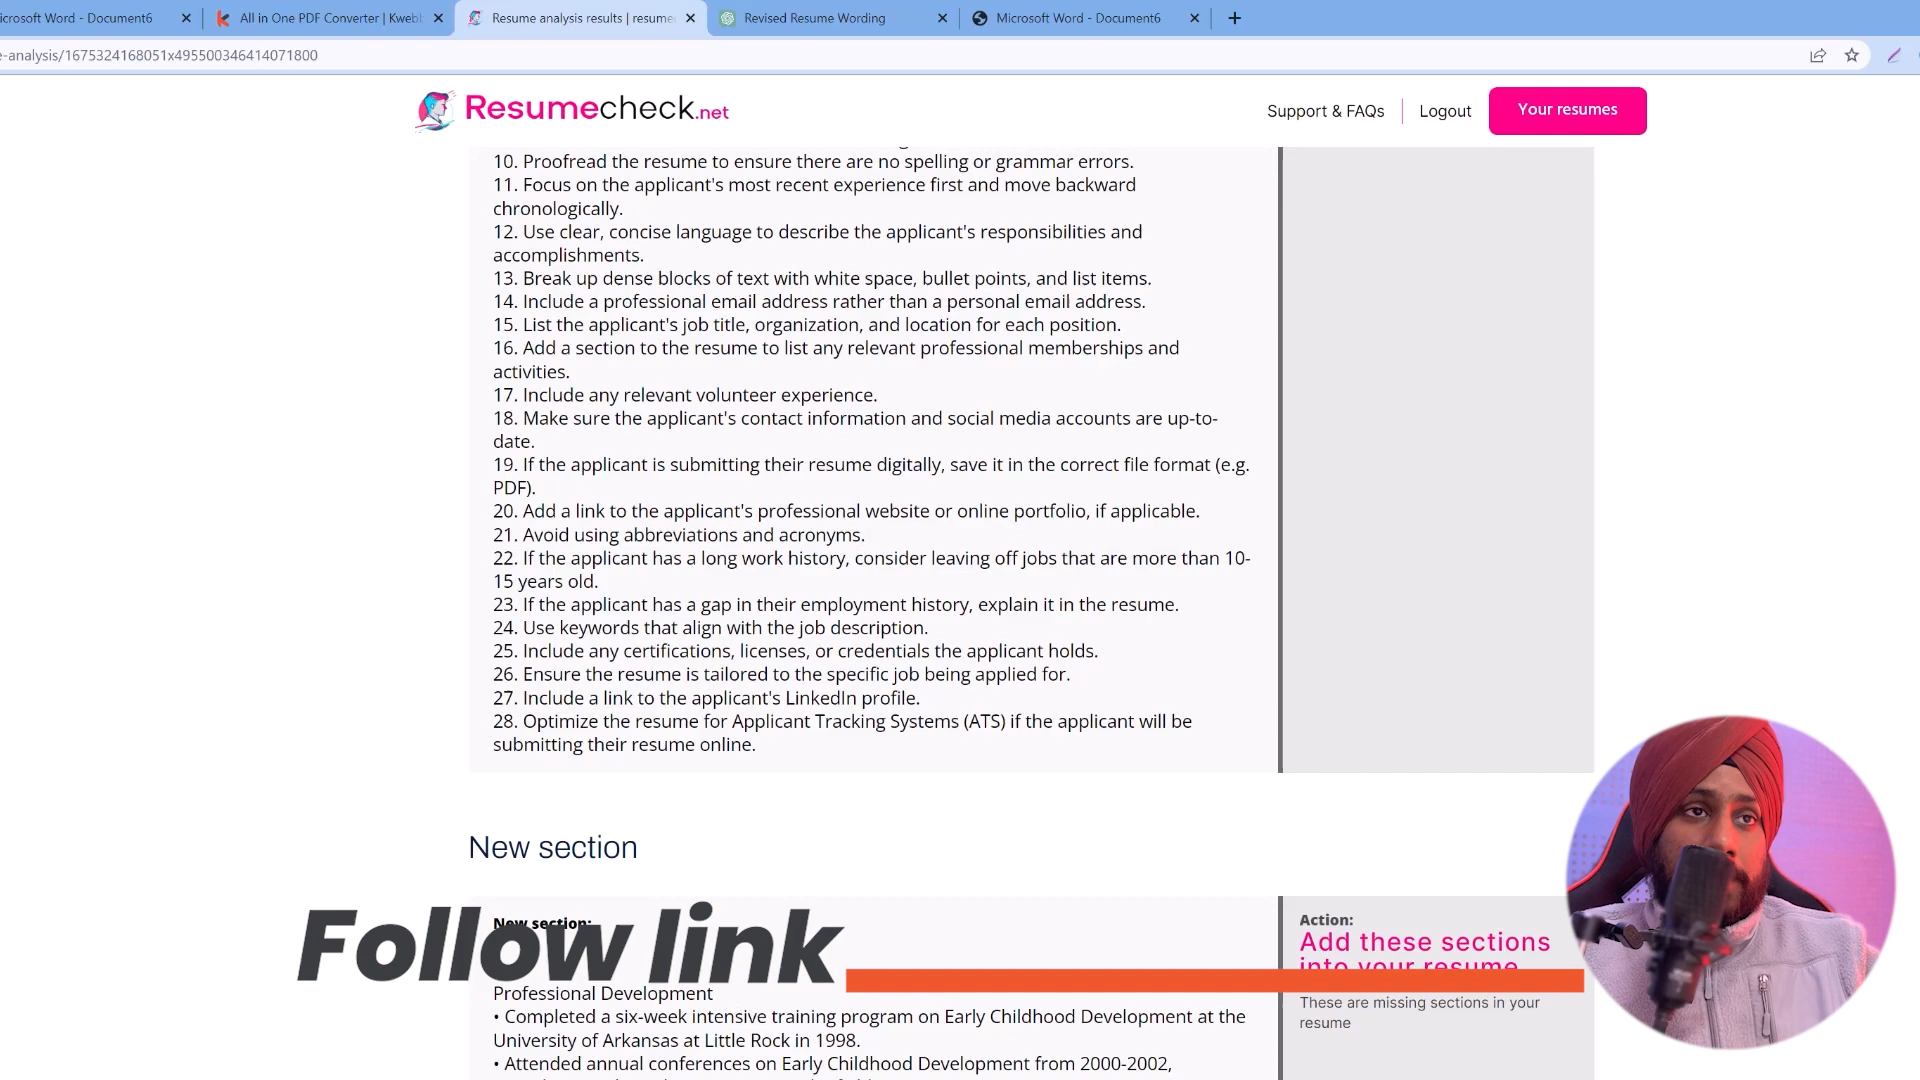 icrosoft Word - Document6
All in One PDF Converter | Kweb
Resume analysis results | resume
Revised Resume Wording
Microsoft Word - Document6
e-analysis/1675324168051x495500346414071800
Resumecheck.net
Support & FAQs
Logout
Your resumes
10. Proofread the resume to ensure there are no spelling or grammar errors.
11. Focus on the applicant's most recent experience first and move backward
chronologically.
12. Use clear, concise language to describe the applicant's responsibilities and
accomplishments.
13. Break up dense blocks of text with white space, bullet points, and list items.
14. Include a professional email address rather than a personal email address.
15. List the applicant's job title, organization, and location for each position.
16. Add a section to the resume to list any relevant professional memberships and
activities.
17. Include any relevant volunteer experience.
18. Make sure the applicant's contact information and social media accounts are up-to-
date.
19. If the applicant is submitting their resume digitally, save it in the correct file format (e.g.
PDF).
20. Add a link to the applicant's professional website or online portfolio, if applicable.
21. Avoid using abbreviations and acronyms.
22. If the applicant has a long work history, consider leaving off jobs that are more than 10-
15 years old.
23. If the applicant has a gap in their employment history, explain it in the resume.
24. Use keywords that align with the job description.
25. Include any certifications, licenses, or credentials the applicant holds.
26. Ensure the resume is tailored to the specific job being applied for.
27. Include a link to the applicant's LinkedIn profile.
28. Optimize the resume for Applicant Tracking Systems (ATS) if the applicant will be
submitting their resume online.
New section
New section:
Follow link
Professional Development
• Completed a six-week intensive training program on Early Childhood Development at the
University of Arkansas at Little Rock in 1998.
• Attended annual conferences on Early Childhood Development from 2000-2002,
Action:
Add these sections
into your resume
These are missing sections in your
resume